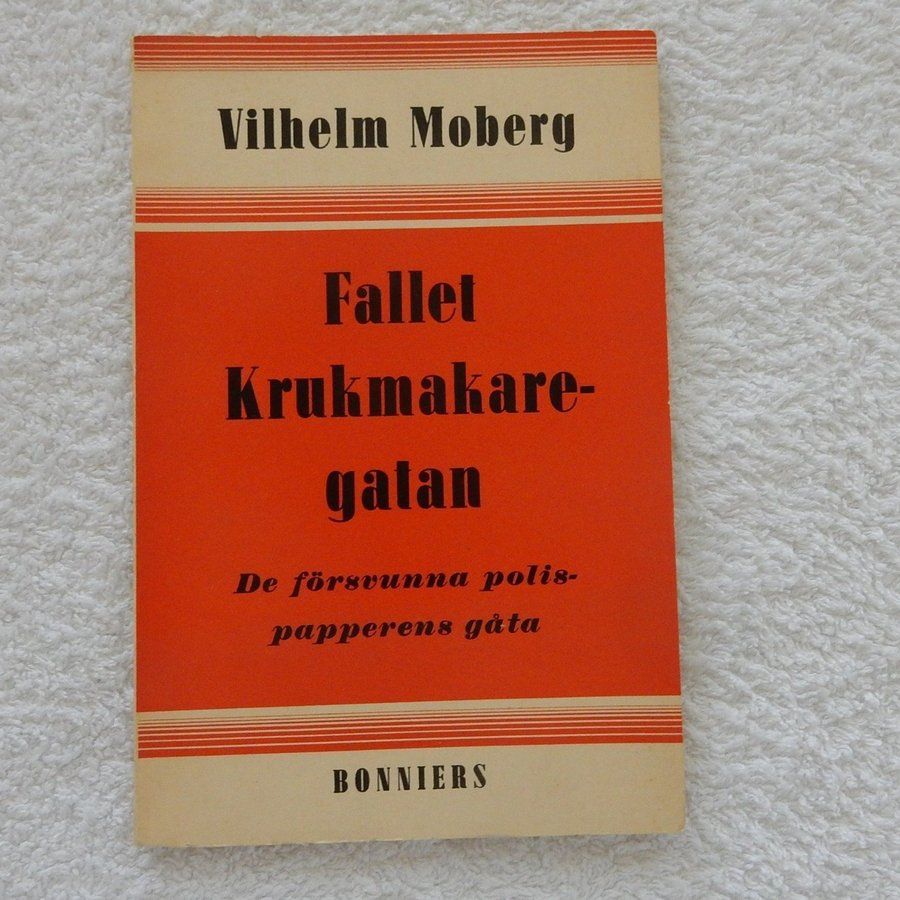 Vilhelm Moberg
Fallet
Krukmakare-
gatan
De försvunna polis-
papperens gåta
BONNIERS